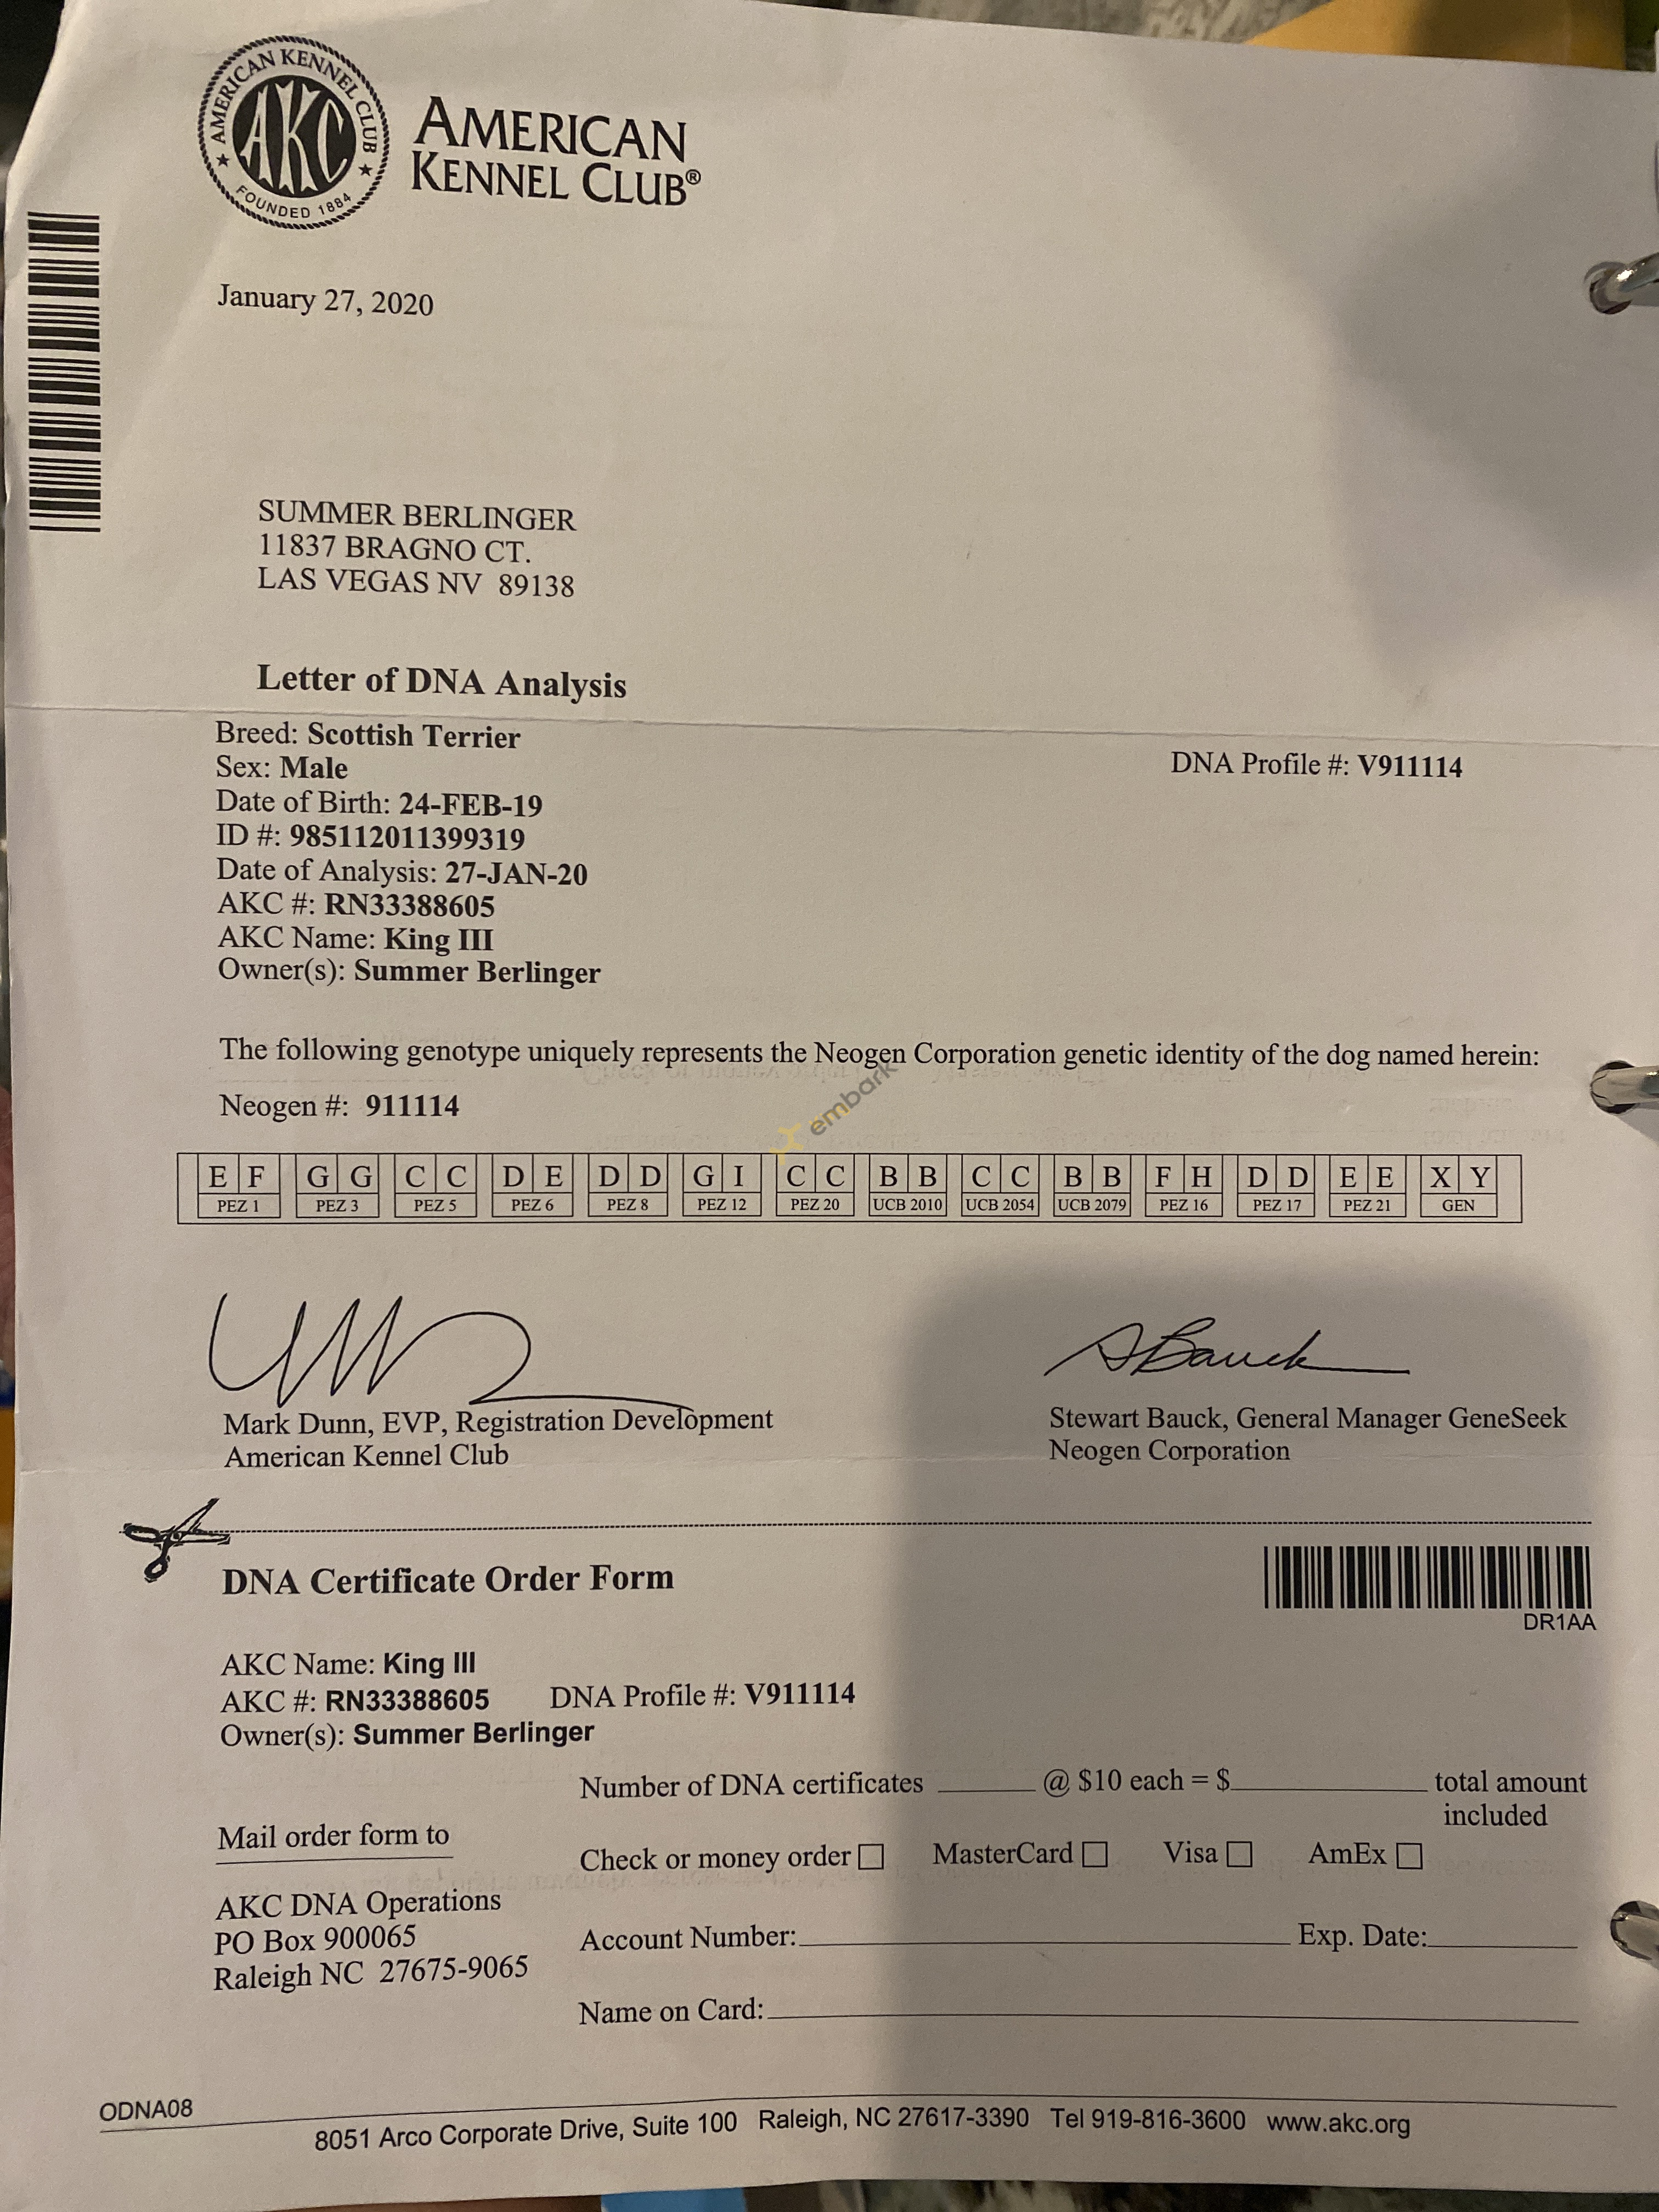 AMERICAN KENNEL CLUB
AKC
FOUNDED 1884
AMERICAN
KENNEL CLUB®
January 27, 2020
SUMMER BERLINGER
11837 BRAGNO CT.
LAS VEGAS NV 89138
Letter of DNA Analysis
Breed: Scottish Terrier
DNA Profile #: V911114
Sex: Male
Date of Birth: 24-FEB-19
ID #: 985112011399319
Date of Analysis: 27-JAN-20
AKC #: RN33388605
AKC Name: King III
Owner(s): Summer Berlinger
The following genotype uniquely represents the Neogen Corporation genetic identity of the dog named herein:
embark
Neogen #: 911114
E F G G C C D E D D G I C C B B C C B B F H D D E E X Y
PEZ 1 PEZ 3 PEZ 5 PEZ 6 PEZ 8 PEZ 12 PEZ 20 UCB 2010 UCB 2054 UCB 2079 PEZ 16 PEZ 17 PEZ 21 GEN
SBauck
Mark Dunn, EVP, Registration Development
American Kennel Club
Stewart Bauck, General Manager GeneSeek
Neogen Corporation
DNA Certificate Order Form
DR1AA
AKC Name: King III
AKC #: RN33388605 DNA Profile #: V911114
Owner(s): Summer Berlinger
Number of DNA certificates ______ @ $10 each = $____________ total amount
included
Mail order form to
Check or money order MasterCard Visa AmEx
AKC DNA Operations
PO Box 900065
Raleigh NC 27675-9065
Account Number:______________________________ Exp. Date:_________
Name on Card:__________________________________________________
ODNA08
8051 Arco Corporate Drive, Suite 100 Raleigh, NC 27617-3390 Tel 919-816-3600 www.akc.org